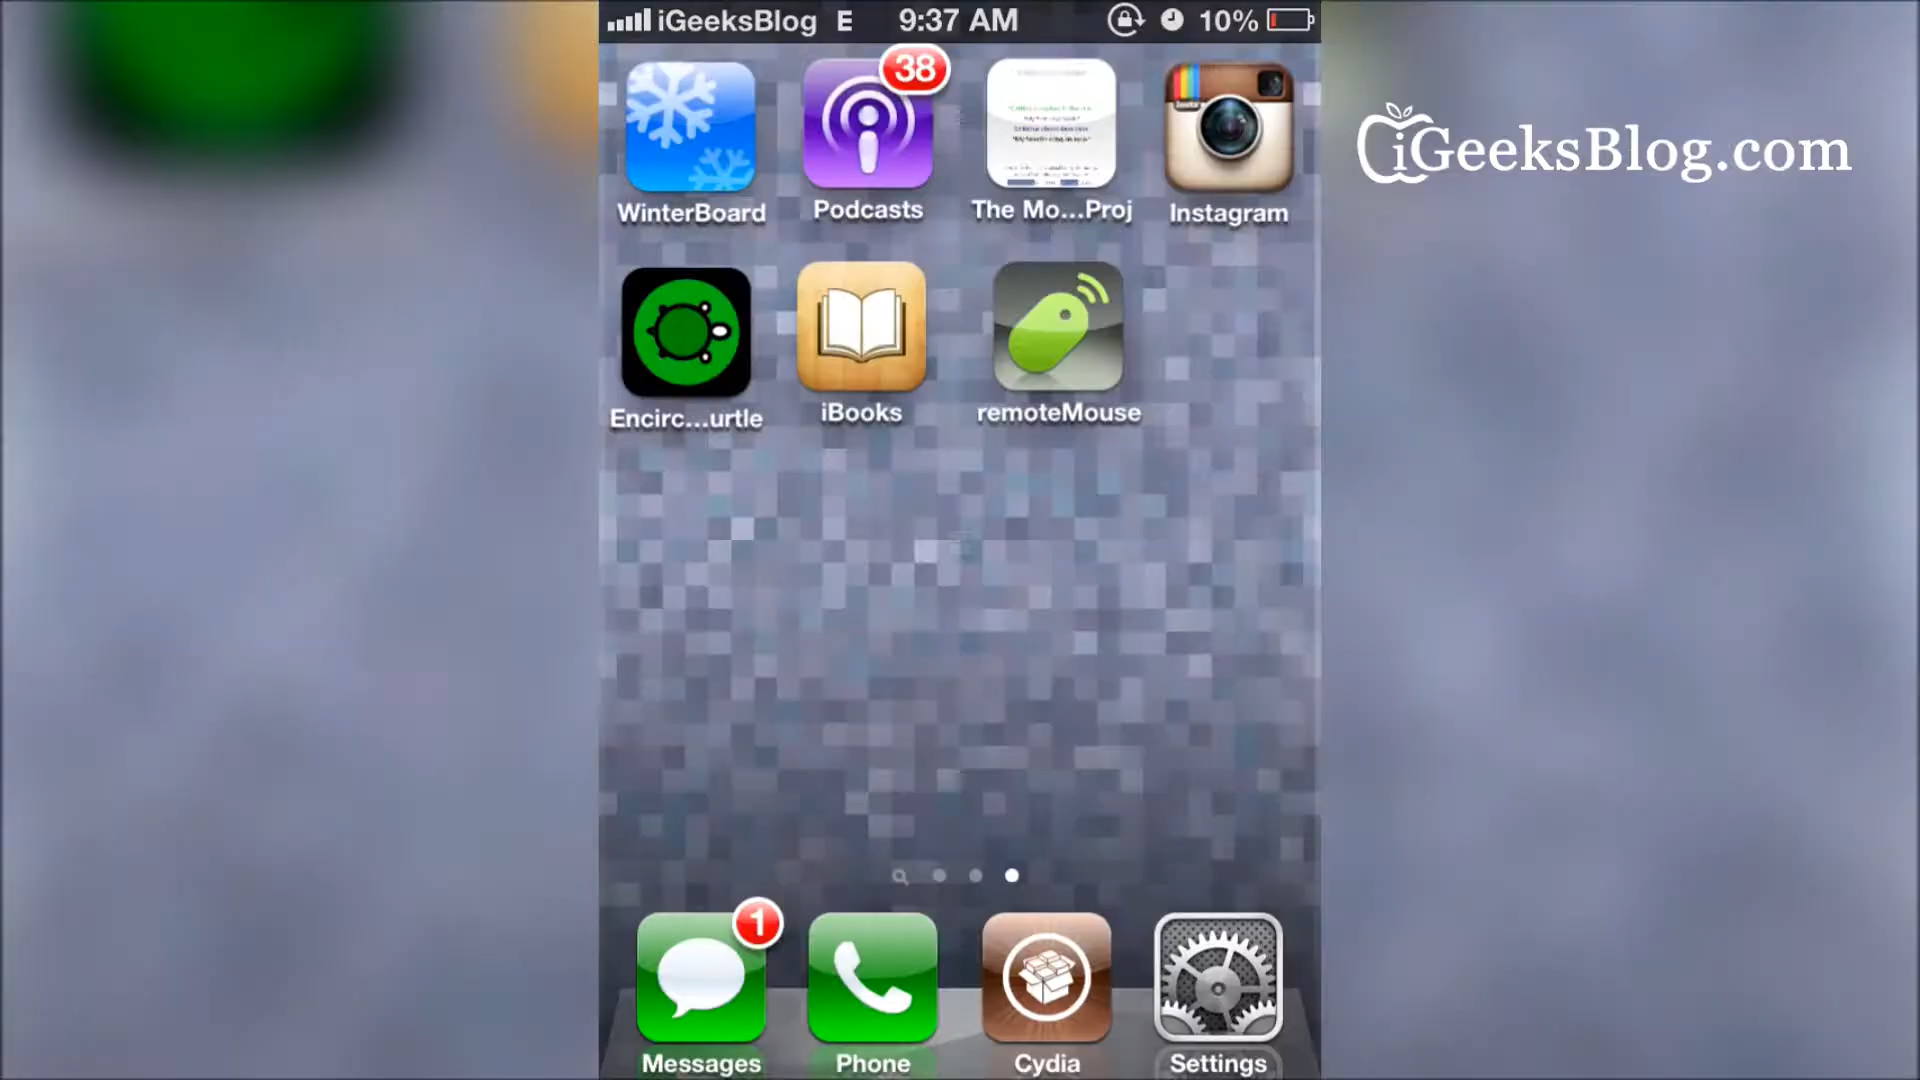 iGeeksBlog E 9:37 AM 10%
38
iGeeksBlog.com
WinterBoard Podcasts The Mo...Proj Instagram
Encirc...urtle iBooks remoteMouse
1
Messages Phone Cydia Settings